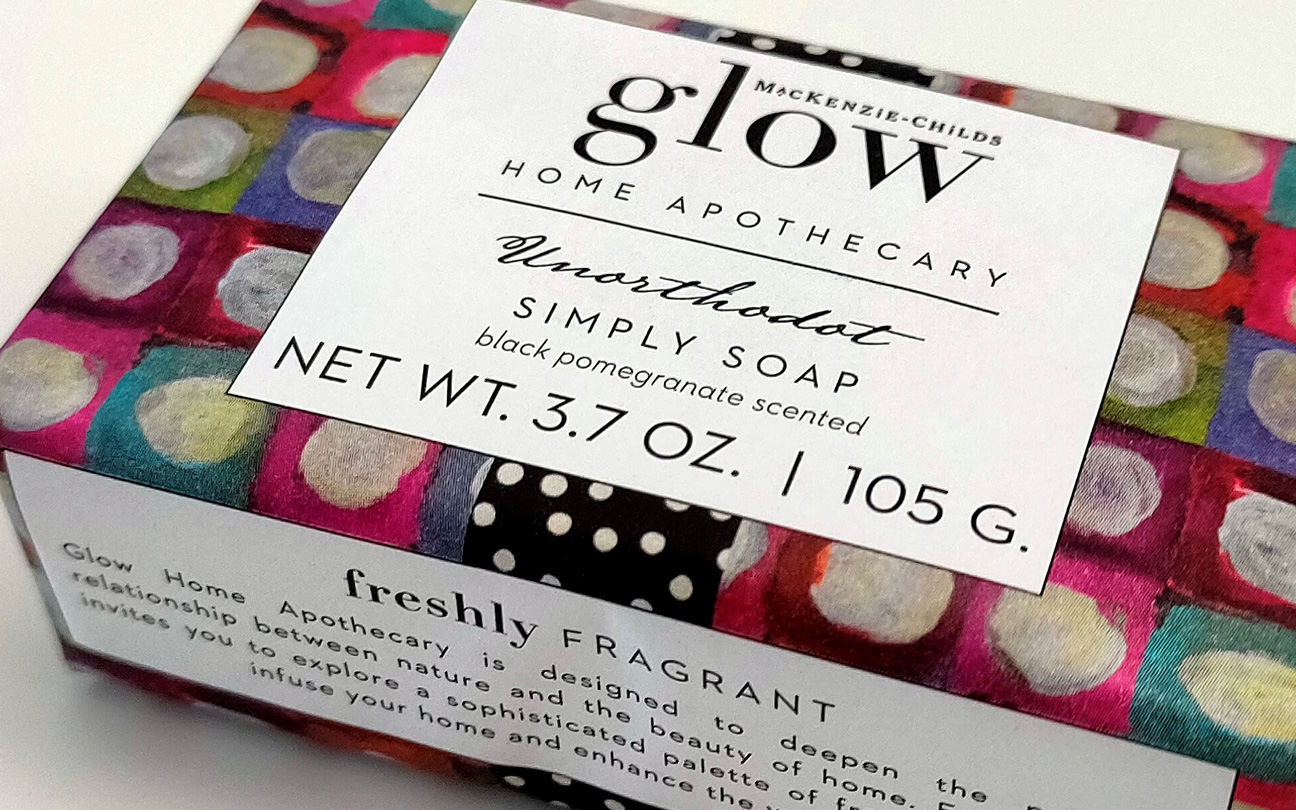 MACKENZIE-CHILDS
glow
HOME APOTHECARY
Unorthodot
SIMPLY SOAP
black pomegranate scented
NET WT. 3.7 OZ. | 105 G.
freshly FRAGRANT
Glow Home Apothecary is designed to deepen the
relationship between nature and the beauty of home.
invites you to explore a sophisticated palette of
infuse your home and enhance the